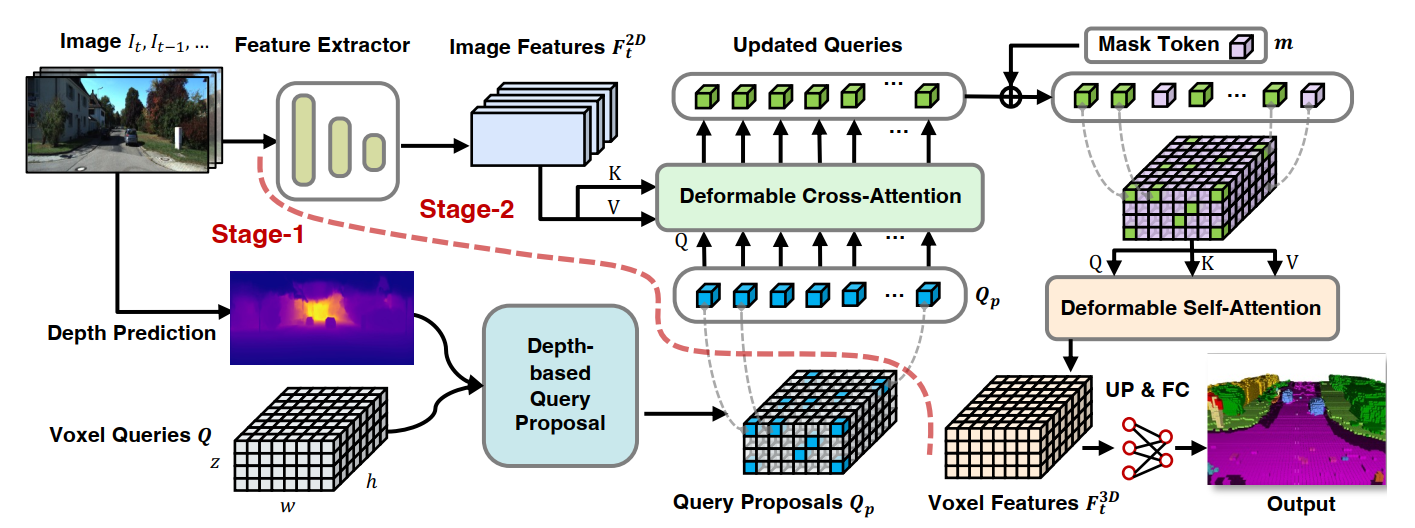 Image I_t, I_{t-1}, ...
Feature Extractor
Image Features F_t^{2D}
Updated Queries
Mask Token
m
...
...
K
V
Deformable Cross-Attention
...
Stage-2
Stage-1
Q
...
...
Q_p
Q
K
V
Deformable Self-Attention
Depth Prediction
Depth-
based
Query
Proposal
UP & FC
Voxel Queries Q
z
h
w
Query Proposals Q_p
Voxel Features F_t^{3D}
Output